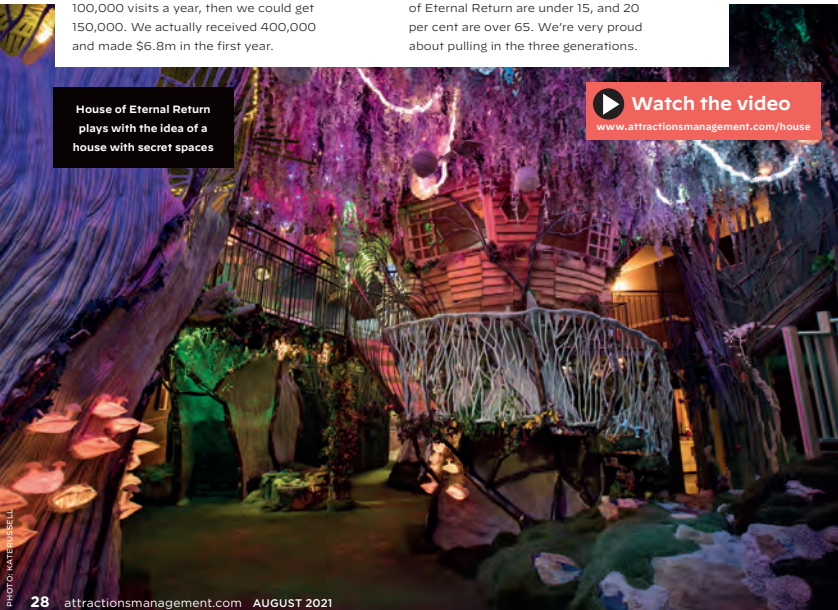 100,000 visits a year, then we could get
150,000. We actually received 400,000
and made $6.8m in the first year.
of Eternal Return are under 15, and 20
per cent are over 65. We’re very proud
about pulling in the three generations.
House of Eternal Return
plays with the idea of a
house with secret spaces
Watch the video
www.attractionsmanagement.com/house
PHOTO: KATE RUSSELL
28 attractionsmanagement.com AUGUST 2021